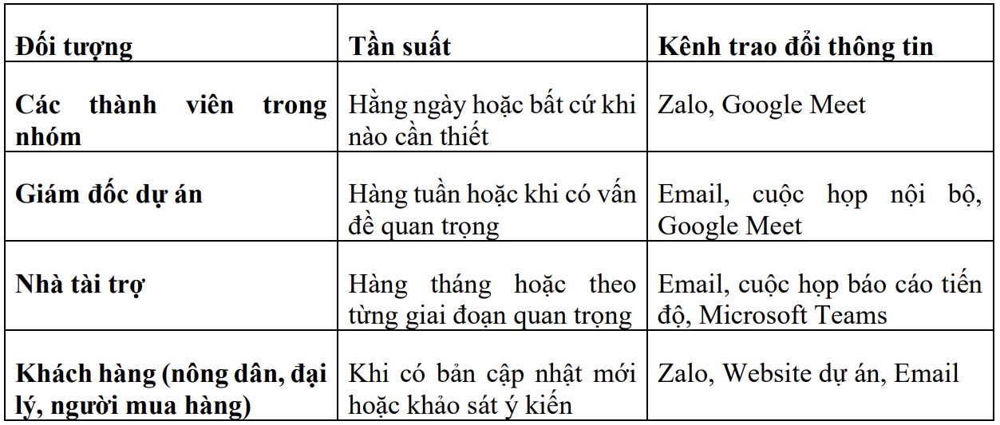 Đối tượng
Tần suất
Kênh trao đổi thông tin
Các thành viên trong
nhóm
Hằng ngày hoặc bất cứ khi
nào cần thiết
Zalo, Google Meet
Giám đốc dự án
Hàng tuần hoặc khi có vấn
đề quan trọng
Email, cuộc họp nội bộ,
Google Meet
Nhà tài trợ
Hàng tháng hoặc theo
từng giai đoạn quan trọng
Email, cuộc họp báo cáo tiến
độ, Microsoft Teams
Khách hàng (nông dân, đại
lý, người mua hàng)
Khi có bản cập nhật mới
hoặc khảo sát ý kiến
Zalo, Website dự án, Email